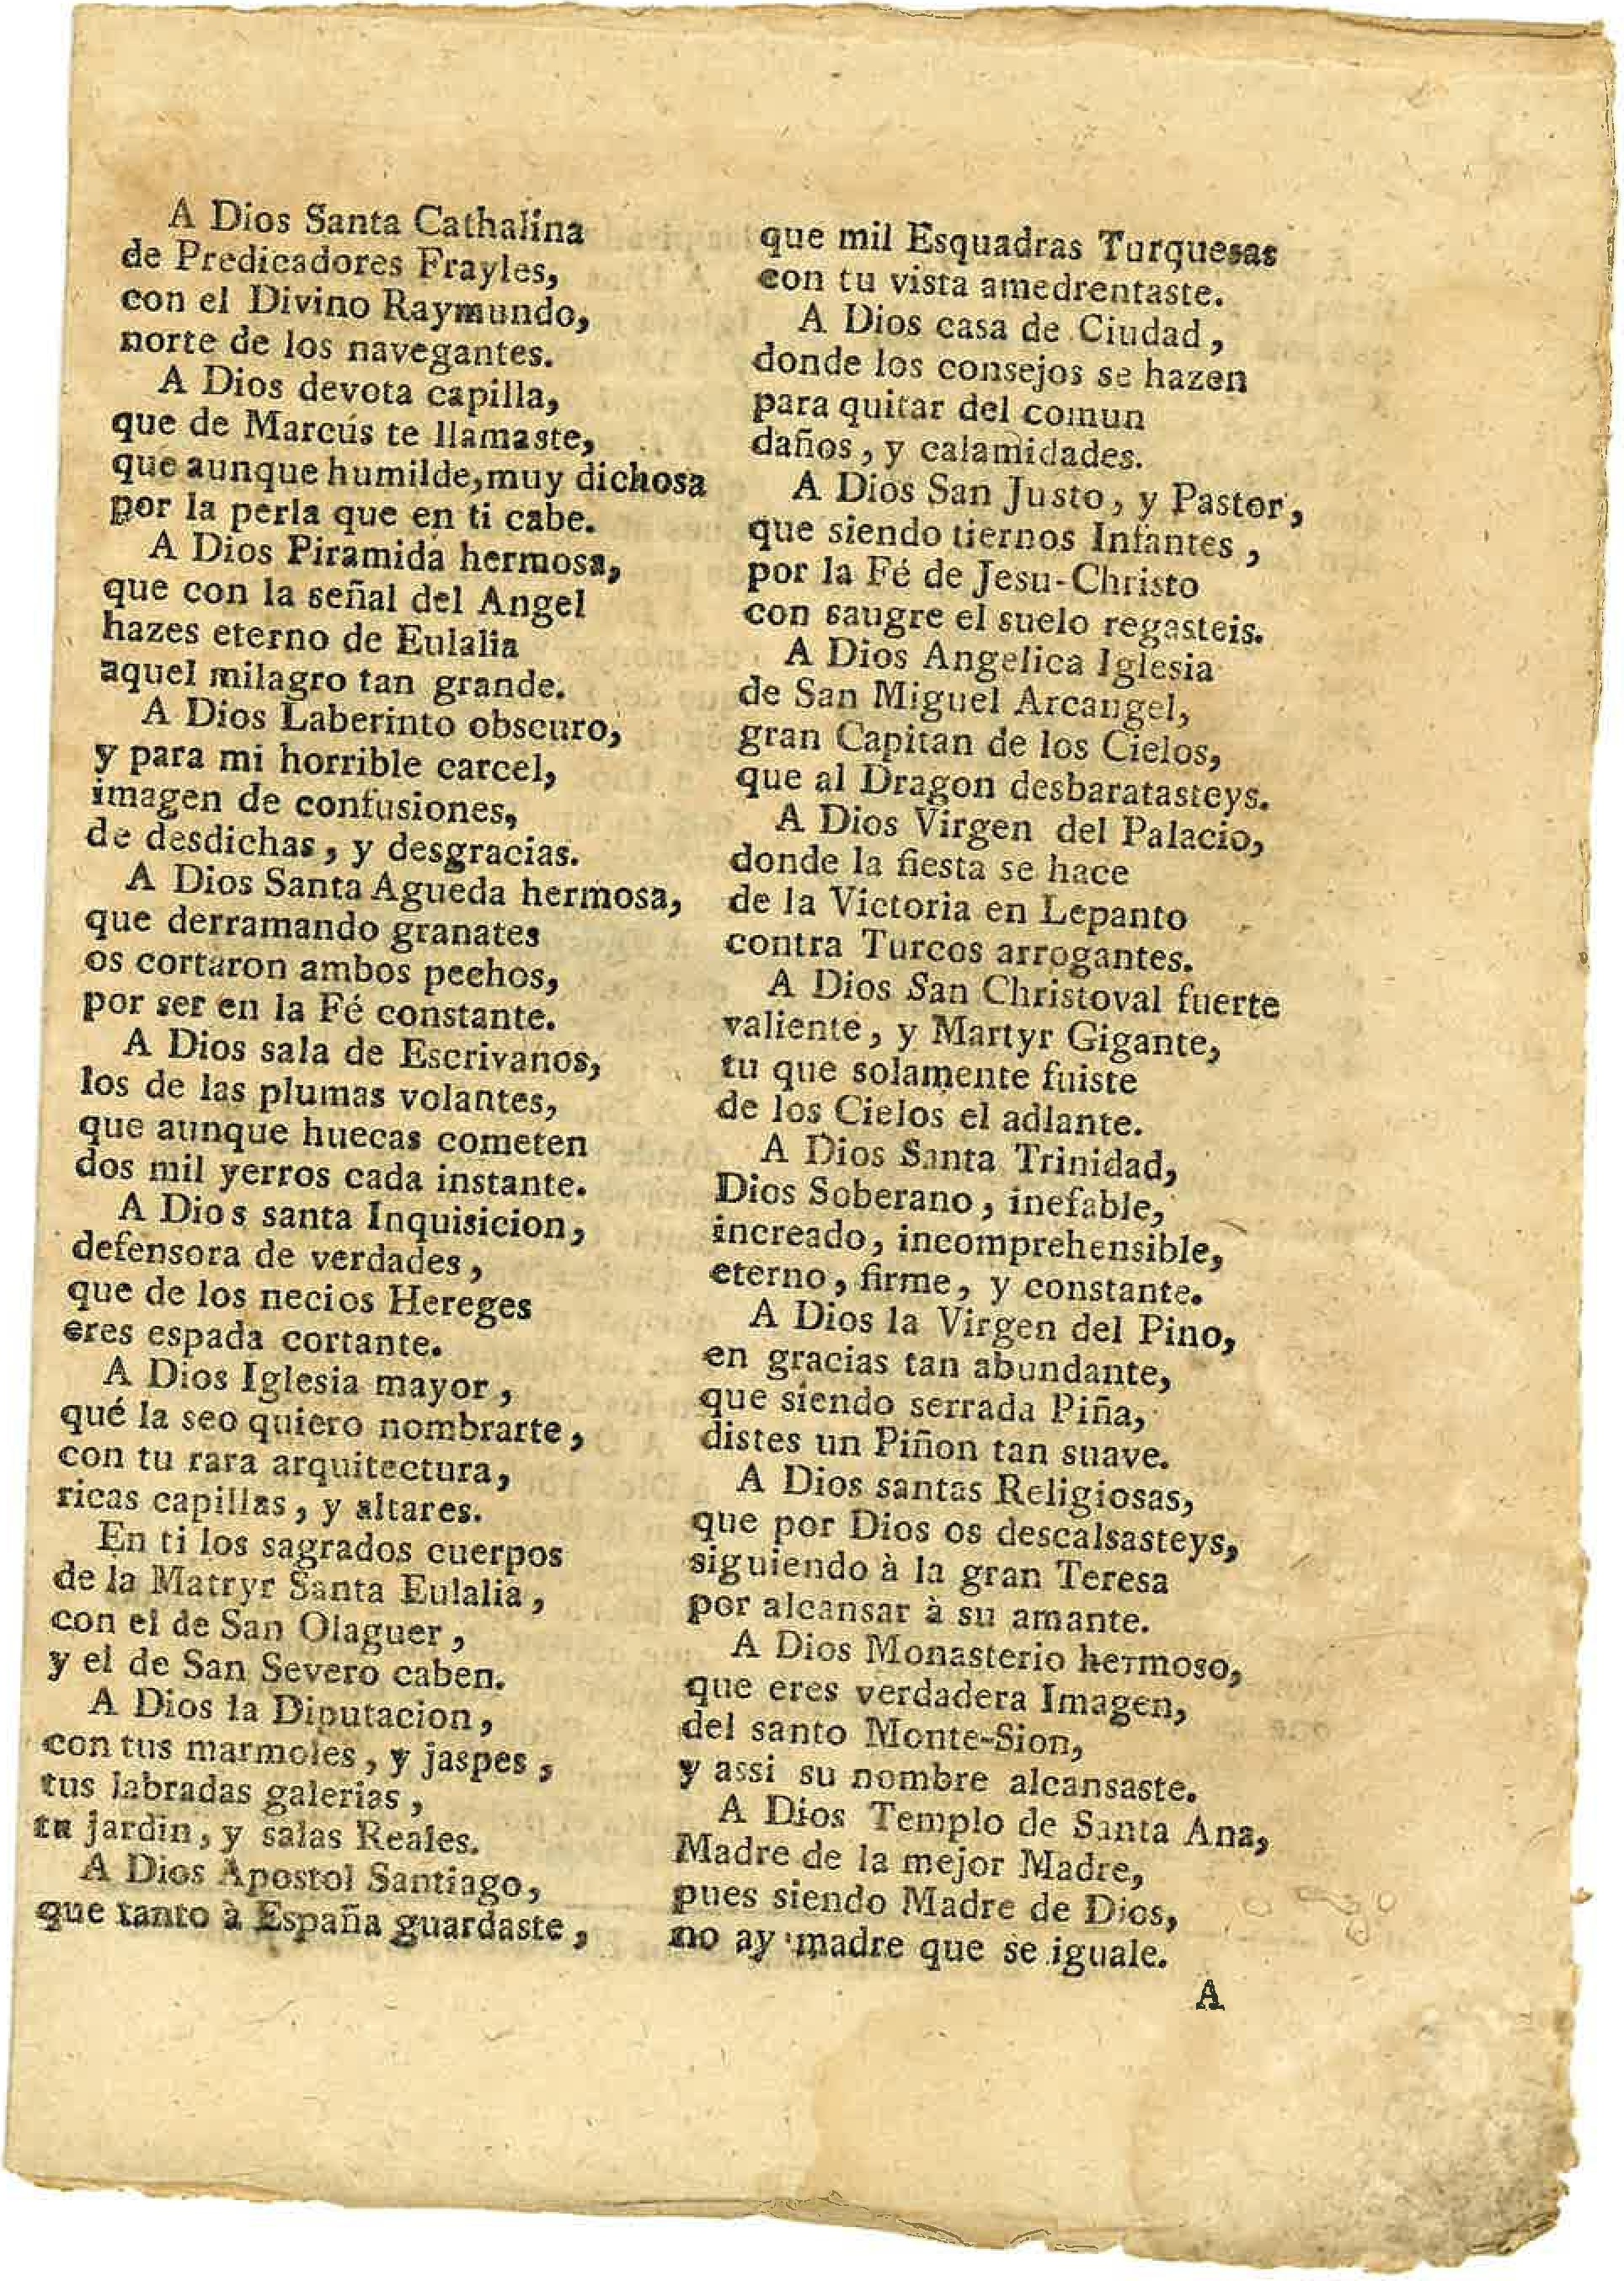 A Dios Santa Cathalina
de Predicadores Frayles,
con el Divino Raymundo,
norte de los navegantes.
A Dios devota capilla,
que de Marcús te llamaste,
que aunque humilde, muy dichosa
por la perla que en ti cabe.
A Dios Piramida hermosa,
que con la señal del Angel
hazes eterno de Eulalia
aquel milagro tan grande.
A Dios Laberinto obscuro,
y para mi horrible carcel,
imagen de confusiones,
de desdichas, y desgracias.
A Dios Santa Agueda hermosa,
que derramando granates
os cortaron ambos pechos,
por ser en la Fé constante.
A Dios sala de Escrivanos,
los de las plumas volantes,
que aunque huecas cometen
dos mil yerros cada instante.
A Dios santa Inquisicion,
defensora de verdades,
que de los necios Hereges
eres espada cortante.
A Dios Iglesia mayor,
qué la seo quiero nombrarte,
con tu rara arquitectura,
ricas capillas, y altares.
En ti los sagrados cuerpos
de la Matryr Santa Eulalia,
con el de San Olaguer,
y el de San Severo caben.
A Dios la Diputacion,
con tus marmoles, y jaspes,
tus labradas galerias,
tu jardin, y salas Reales.
A Dios Apostol Santiago,
que tanto à España guardaste,
que mil Esquadras Turquesas
con tu vista amedrentaste.
A Dios casa de Ciudad,
donde los consejos se hazen
para quitar del comun
daños, y calamidades.
A Dios San Justo, y Pastor,
que siendo tiernos Infantes,
por la Fé de Jesu-Christo
con saugre el suelo regasteis.
A Dios Angelica Iglesia
de San Miguel Arcangel,
gran Capitan de los Cielos,
que al Dragon desbaratasteys.
A Dios Virgen del Palacio,
donde la fiesta se hace
de la Victoria en Lepanto
contra Turcos arrogantes.
A Dios San Christoval fuerte
valiente, y Martyr Gigante,
tu que solamente fuiste
de los Cielos el adlante.
A Dios Santa Trinidad,
Dios Soberano, inefable,
increado, incomprehensible,
eterno, firme, y constante.
A Dios la Virgen del Pino,
en gracias tan abundante,
que siendo serrada Piña,
distes un Piñon tan suave.
A Dios santas Religiosas,
que por Dios os descalsasteys,
siguiendo à la gran Teresa
por alcansar à su amante.
A Dios Monasterio hermoso,
que eres verdadera Imagen,
del santo Monte-Sion,
y assi su nombre alcansaste.
A Dios Templo de Santa Ana,
Madre de la mejor Madre,
pues siendo Madre de Dios,
no ay madre que se iguale.
A